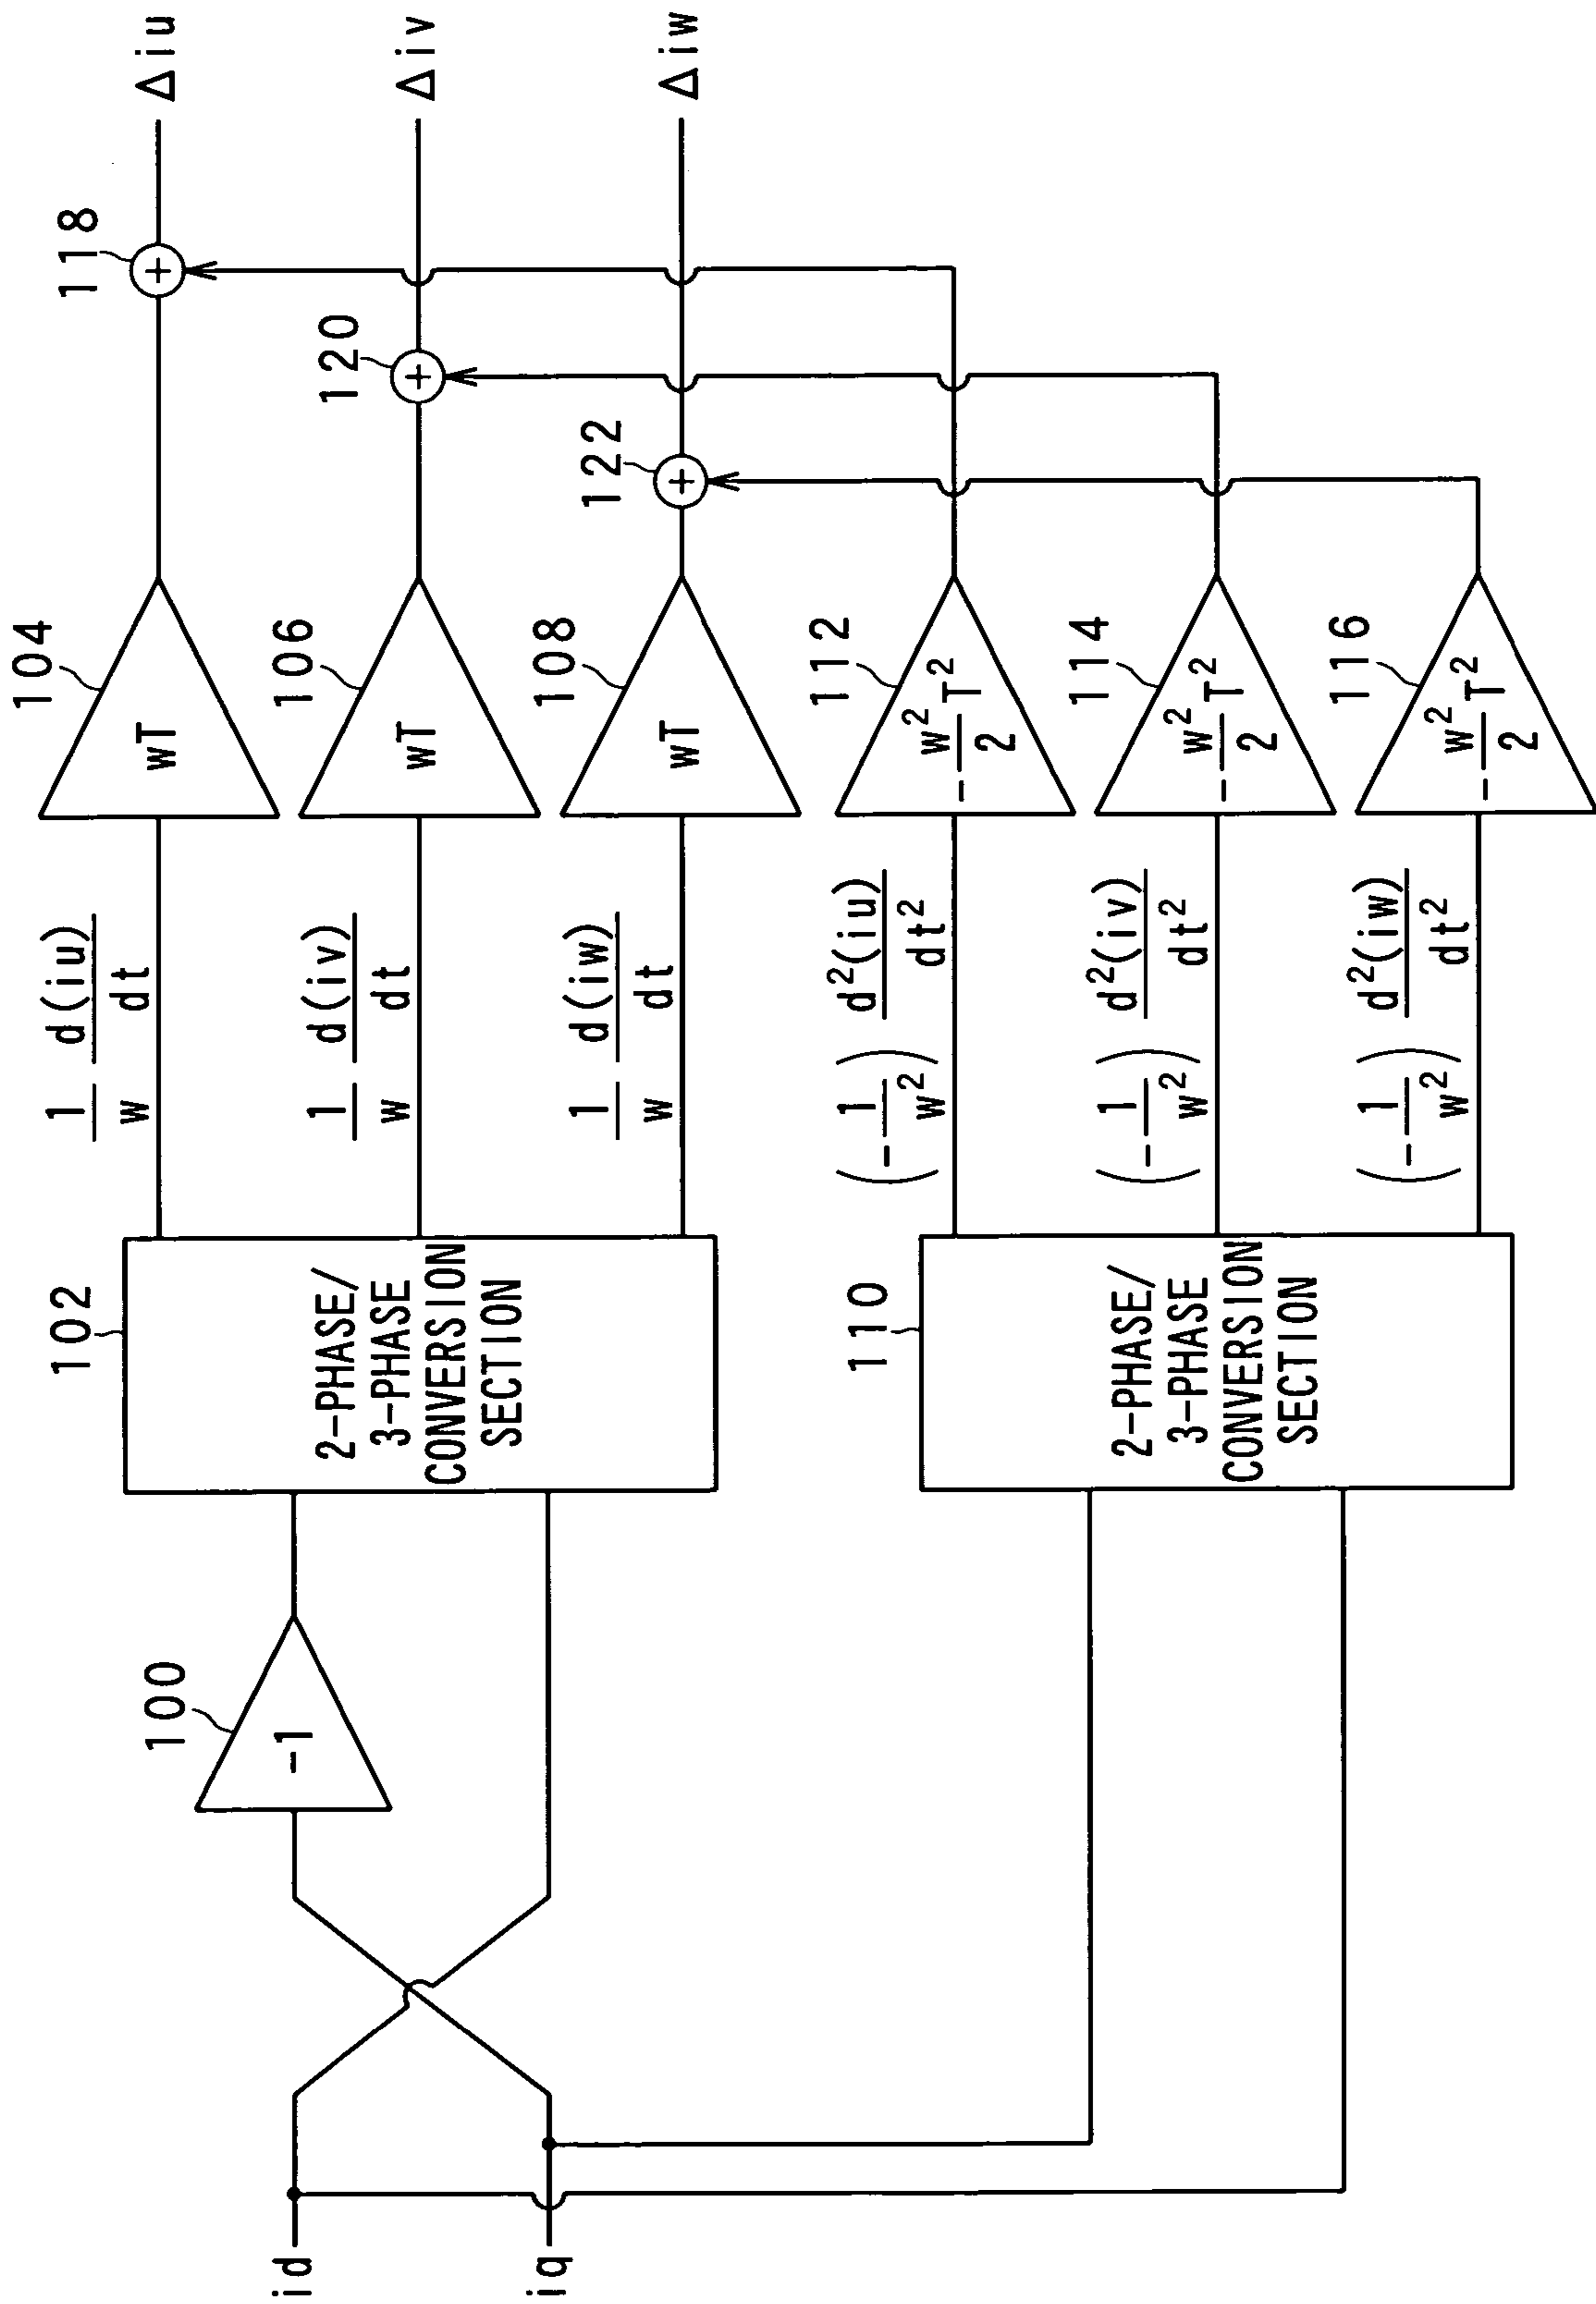 id
iq
100
-1
102
2-PHASE/
3-PHASE
CONVERSION
SECTION
110
2-PHASE/
3-PHASE
CONVERSION
SECTION
1/w d(iu)/dt
1/w d(iv)/dt
1/w d(iw)/dt
(-1/w²) d²(iu)/dt²
(-1/w²) d²(iv)/dt²
(-1/w²) d²(iw)/dt²
104
wT
106
wT
108
wT
112
-w²/2 T²
114
-w²/2 T²
116
-w²/2 T²
118
+
120
+
122
+
Δiu
Δiv
Δiw